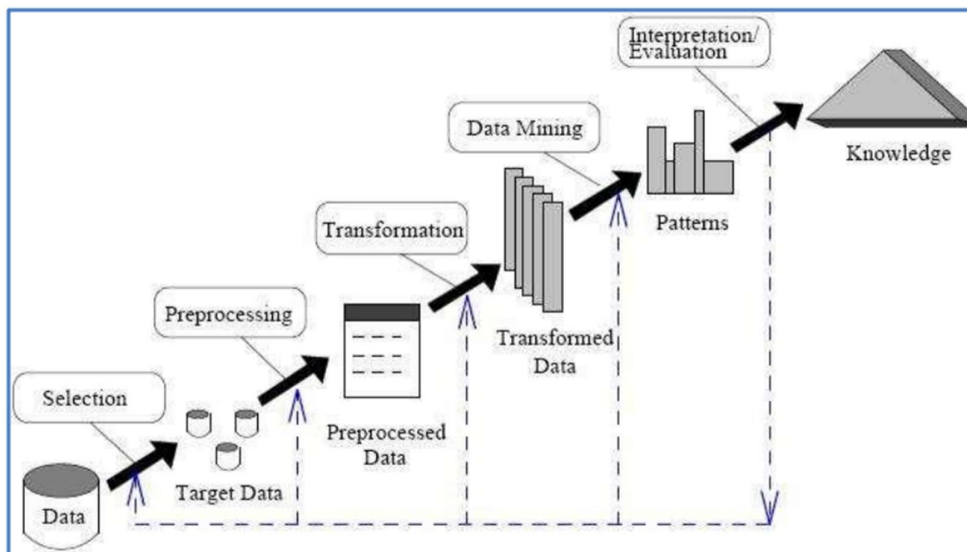 Interpretation/
Evaluation
Knowledge
Data Mining
Patterns
Transformation
Transformed
Data
Preprocessing
Preprocessed
Data
Selection
Target Data
Data